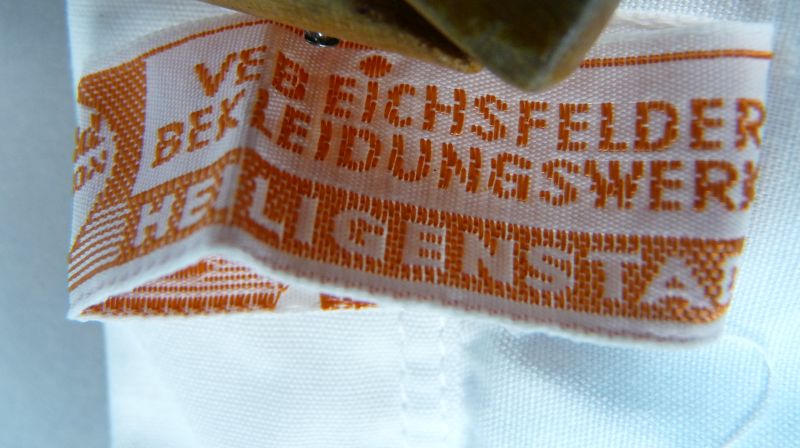 VEB EiCHSFELDER
BEKLEIDUNGSWERK
HEILIGENSTA